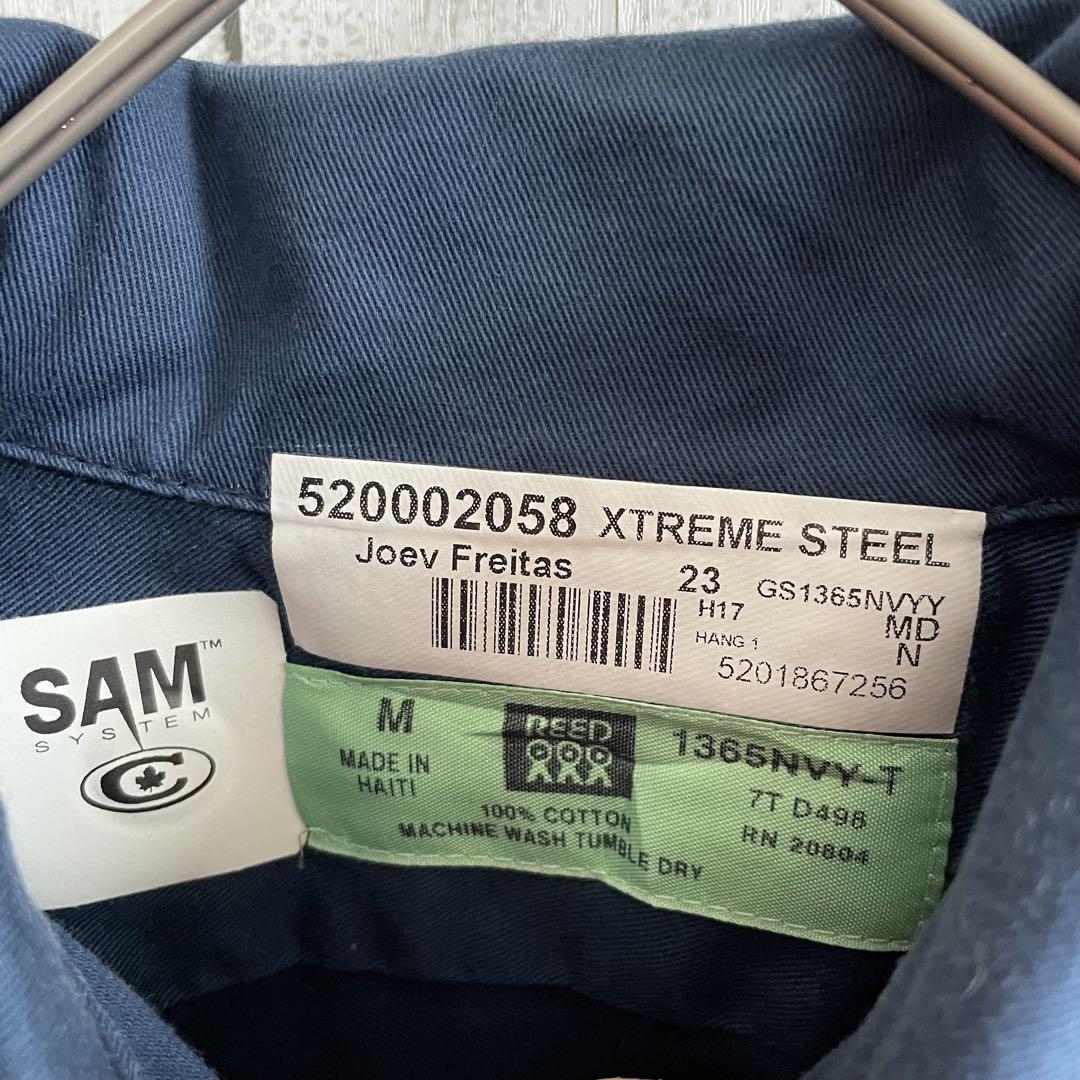 520002058 XTREME STEEL
Joev Freitas
23
H17
HANG 1
GS1365NVYY
MD
N
5201867256
SAM™
SYSTEM
C
M
MADE IN
HAITI
REED
1365NVY-T
7T D498
RN 20804
100% COTTON
MACHINE WASH TUMBLE DRY